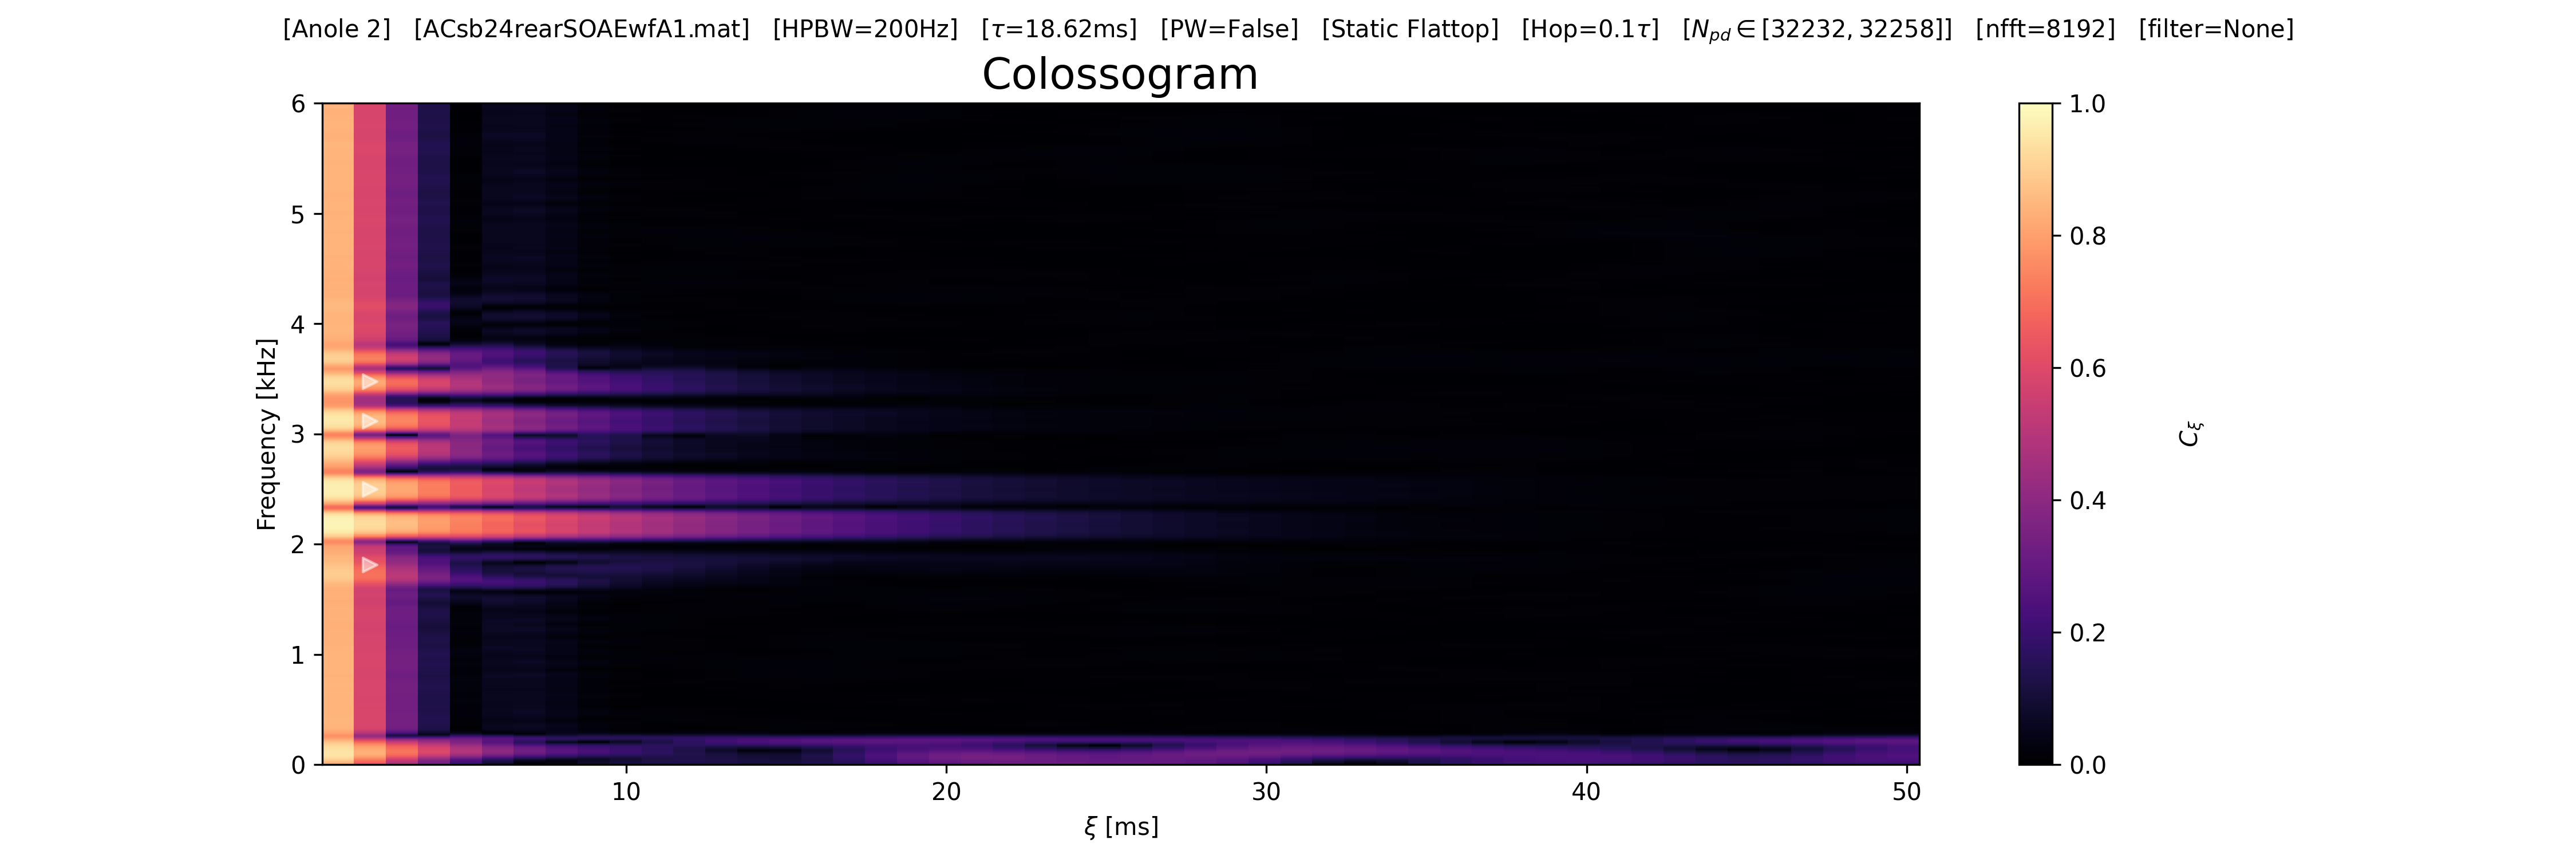 [Anole 2] [ACsb24rearSOAEwfA1.mat] [HPBW=200Hz] [τ=18.62ms] [PW=False] [Static Flattop] [Hop=0.1τ] [N_pd ∈ [32232, 32258]] [nfft=8192] [filter=None]
Colossogram
6
5
4
3
2
1
0
Frequency [kHz]
10 20 30 40 50
ξ [ms]
1.0
0.8
0.6
0.4
0.2
0.0
C_ξ